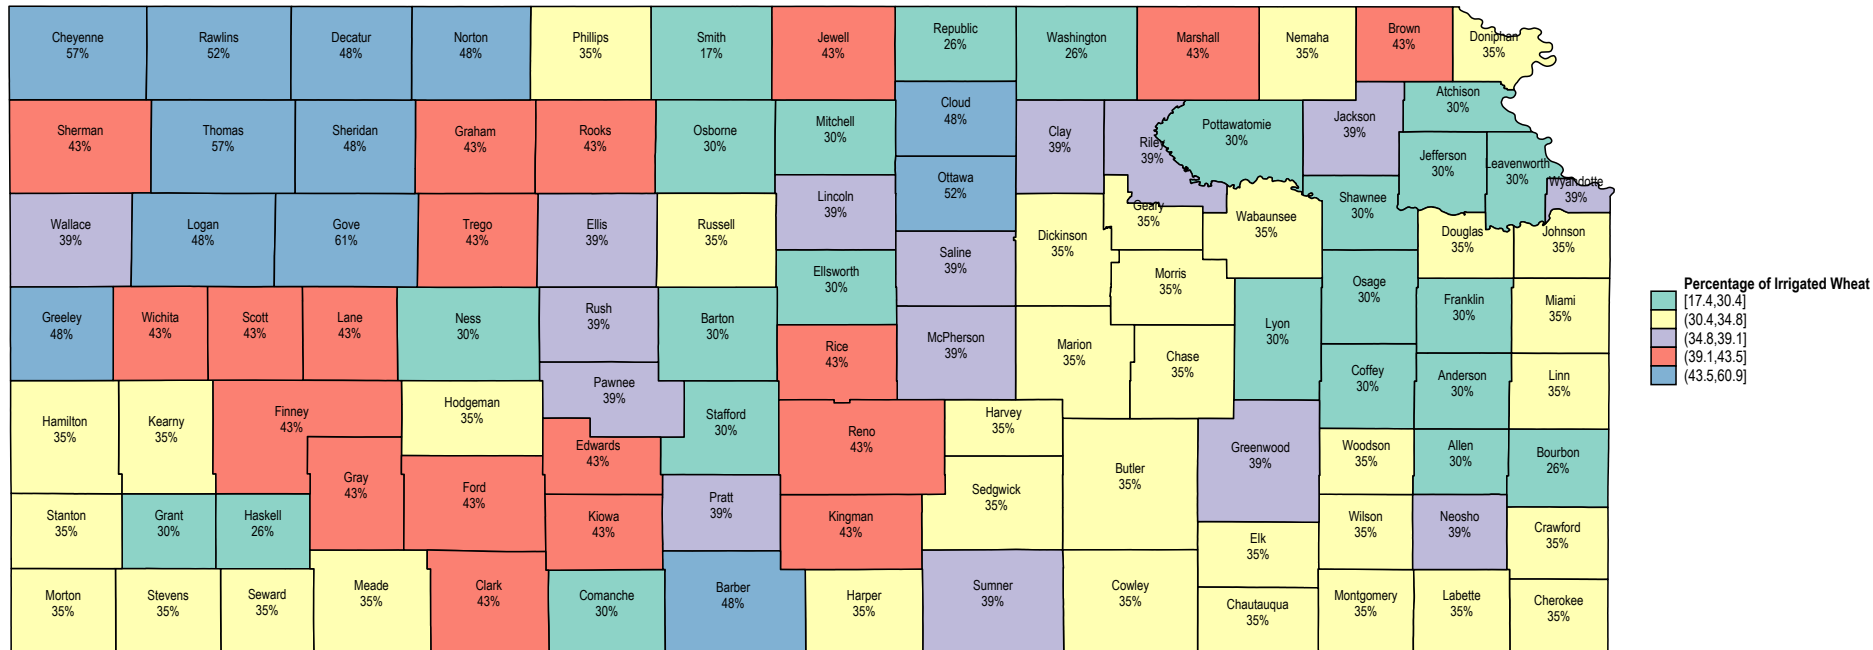 Cheyenne
57%
Rawlins
52%
Decatur
48%
Norton
48%
Phillips
35%
Smith
17%
Jewell
43%
Republic
26%
Washington
26%
Marshall
43%
Nemaha
35%
Brown
43%
Doniphan
35%
Sherman
43%
Thomas
57%
Sheridan
48%
Graham
43%
Rooks
43%
Osborne
30%
Mitchell
30%
Cloud
48%
Clay
39%
Riley
39%
Pottawatomie
30%
Jackson
39%
Atchison
30%
Jefferson
30%
Leavenworth
30%
Wyandotte
39%
Wallace
39%
Logan
48%
Gove
61%
Trego
43%
Ellis
39%
Russell
35%
Lincoln
39%
Ottawa
52%
Saline
39%
Dickinson
35%
Geary
35%
Wabaunsee
35%
Shawnee
30%
Douglas
35%
Johnson
35%
Ellsworth
30%
Morris
35%
Osage
30%
Franklin
30%
Miami
35%
Greeley
48%
Wichita
43%
Scott
43%
Lane
43%
Ness
30%
Rush
39%
Barton
30%
Rice
43%
McPherson
39%
Marion
35%
Chase
35%
Lyon
30%
Coffey
30%
Anderson
30%
Linn
35%
Hamilton
35%
Kearny
35%
Finney
43%
Hodgeman
35%
Pawnee
39%
Stafford
30%
Edwards
43%
Reno
43%
Harvey
35%
Butler
35%
Greenwood
39%
Woodson
35%
Allen
30%
Bourbon
26%
Gray
43%
Ford
43%
Pratt
39%
Kiowa
43%
Kingman
43%
Sedgwick
35%
Stanton
35%
Grant
30%
Haskell
26%
Elk
35%
Wilson
35%
Neosho
39%
Crawford
35%
Morton
35%
Stevens
35%
Seward
35%
Meade
35%
Clark
43%
Comanche
30%
Barber
48%
Harper
35%
Sumner
39%
Cowley
35%
Chautauqua
35%
Montgomery
35%
Labette
35%
Cherokee
35%
Percentage of Irrigated Wheat
[17.4,30.4]
(30.4,34.8]
(34.8,39.1]
(39.1,43.5]
(43.5,60.9]